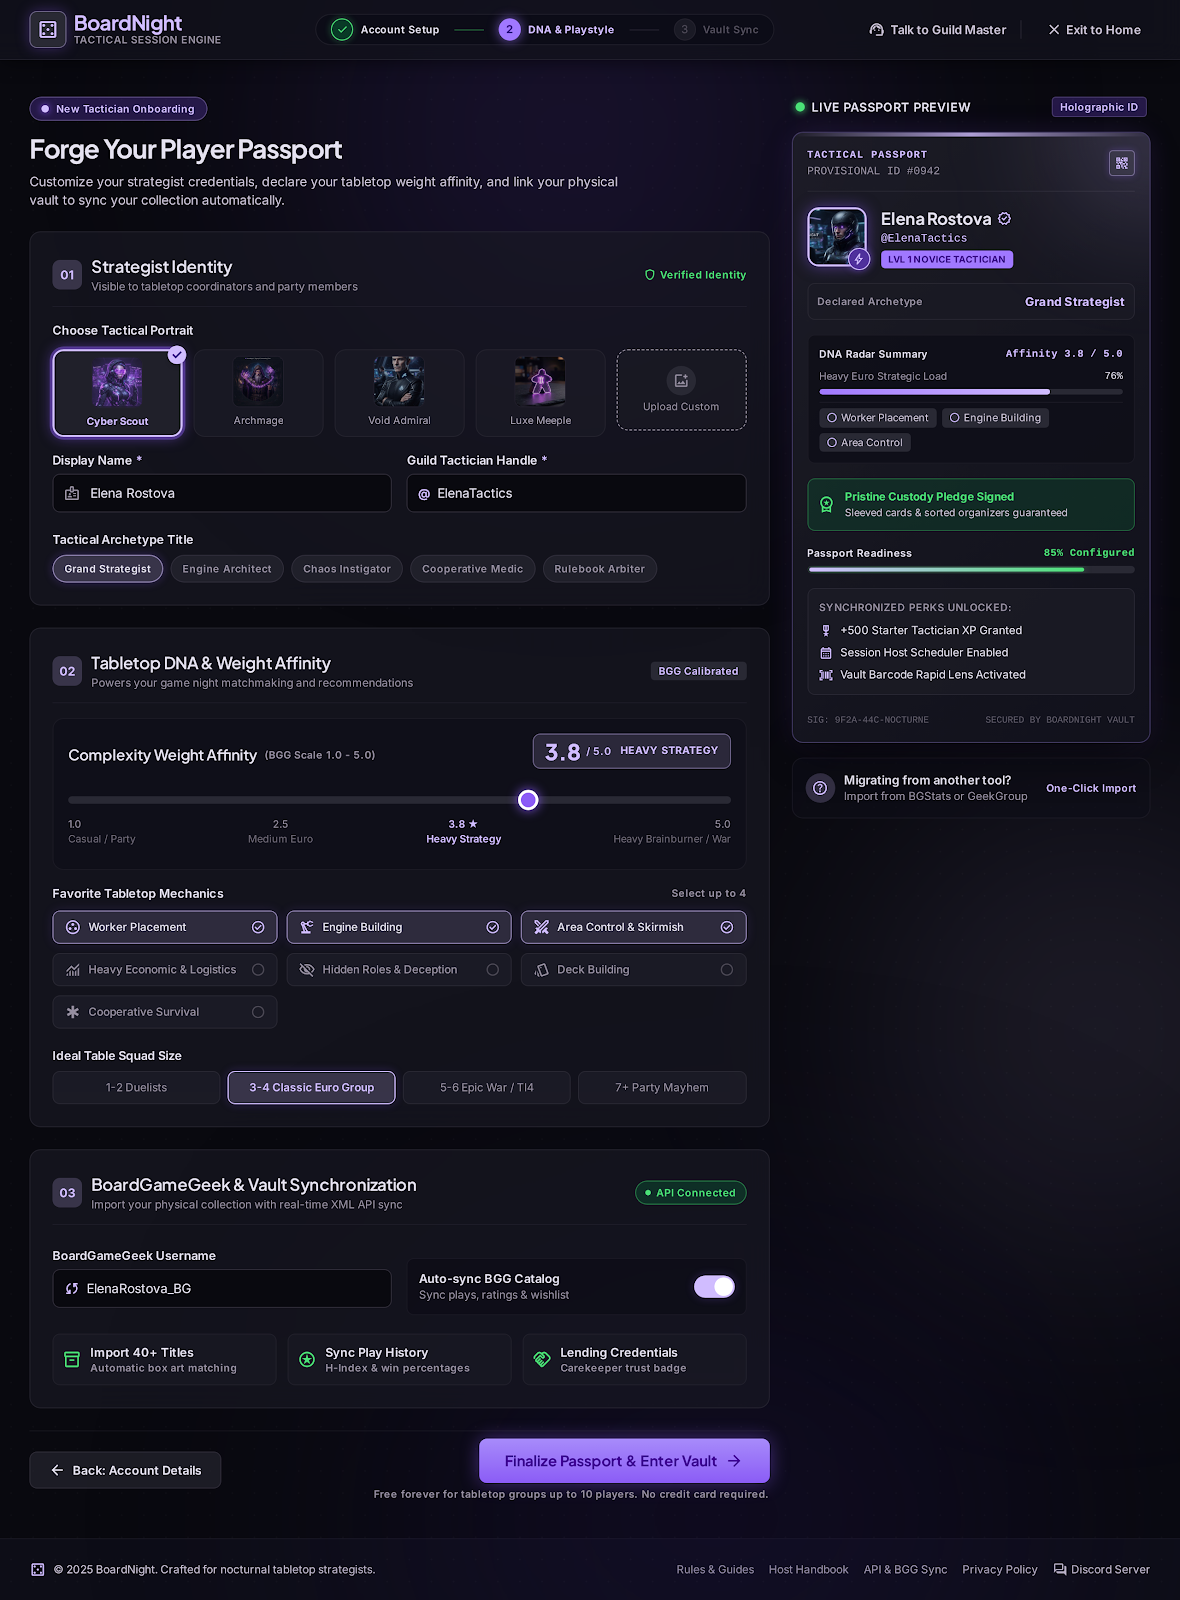 BoardNight
TACTICAL SESSION ENGINE
Account Setup
2
DNA & Playstyle
3
Vault Sync
Talk to Guild Master
Exit to Home
New Tactician Onboarding
Forge Your Player Passport
Customize your strategist credentials, declare your tabletop weight affinity, and link your physical
vault to sync your collection automatically.
01
Strategist Identity
Visible to tabletop coordinators and party members
Verified Identity
Choose Tactical Portrait
Cyber Scout
Archmage
Void Admiral
Luxe Meeple
Upload Custom
Display Name *
Elena Rostova
Guild Tactician Handle *
@ ElenaTactics
Tactical Archetype Title
Grand Strategist
Engine Architect
Chaos Instigator
Cooperative Medic
Rulebook Arbiter
02
Tabletop DNA & Weight Affinity
Powers your game night matchmaking and recommendations
BGG Calibrated
Complexity Weight Affinity (BGG Scale 1.0 - 5.0)
3.8 / 5.0 HEAVY STRATEGY
1.0
Casual / Party
2.5
Medium Euro
3.8 ★
Heavy Strategy
5.0
Heavy Brainburner / War
Favorite Tabletop Mechanics
Select up to 4
Worker Placement
Engine Building
Area Control & Skirmish
Heavy Economic & Logistics
Hidden Roles & Deception
Deck Building
Cooperative Survival
Ideal Table Squad Size
1-2 Duelists
3-4 Classic Euro Group
5-6 Epic War / TI4
7+ Party Mayhem
03
BoardGameGeek & Vault Synchronization
Import your physical collection with real-time XML API sync
API Connected
BoardGameGeek Username
ElenaRostova_BG
Auto-sync BGG Catalog
Sync plays, ratings & wishlist
Import 40+ Titles
Automatic box art matching
Sync Play History
H-Index & win percentages
Lending Credentials
Carekeeper trust badge
Back: Account Details
Finalize Passport & Enter Vault
Free forever for tabletop groups up to 10 players. No credit card required.
LIVE PASSPORT PREVIEW
Holographic ID
TACTICAL PASSPORT
PROVISIONAL ID #0942
Elena Rostova
@ElenaTactics
LVL 1 NOVICE TACTICIAN
Declared Archetype
Grand Strategist
DNA Radar Summary
Affinity 3.8 / 5.0
Heavy Euro Strategic Load
76%
Worker Placement
Engine Building
Area Control
Pristine Custody Pledge Signed
Sleeved cards & sorted organizers guaranteed
Passport Readiness
85% Configured
SYNCHRONIZED PERKS UNLOCKED:
+500 Starter Tactician XP Granted
Session Host Scheduler Enabled
Vault Barcode Rapid Lens Activated
SIG: 9F2A-44C-NOCTURNE
SECURED BY BOARDNIGHT VAULT
Migrating from another tool?
Import from BGStats or GeekGroup
One-Click Import
© 2025 BoardNight. Crafted for nocturnal tabletop strategists.
Rules & Guides
Host Handbook
API & BGG Sync
Privacy Policy
Discord Server